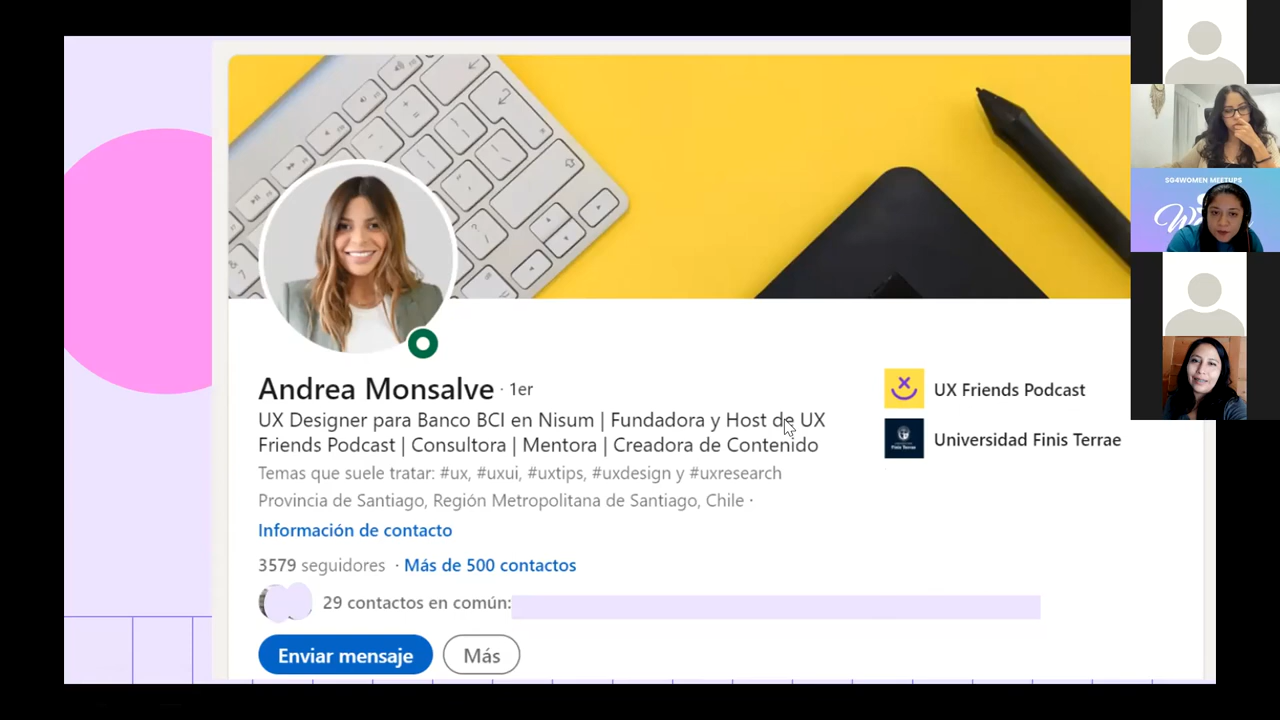 SG4WOMEN MEETUPS
Andrea Monsalve · 1er
UX Designer para Banco BCI en Nisum | Fundadora y Host de UX
Friends Podcast | Consultora | Mentora | Creadora de Contenido
Temas que suele tratar: #ux, #uxui, #uxtips, #uxdesign y #uxresearch
Provincia de Santiago, Región Metropolitana de Santiago, Chile ·
Información de contacto
3579 seguidores · Más de 500 contactos
29 contactos en común:
Enviar mensaje
Más
UX Friends Podcast
Universidad Finis Terrae